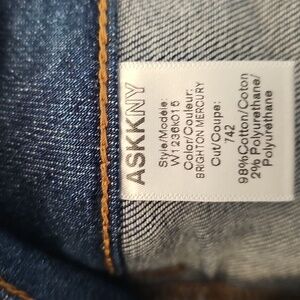 ASKKNY
Style/Modele:
W1236k015
Color/Couleur:
BRIGHTON MERCURY
Cut/Coupe:
742
98%Cotton/Coton
2% Polyurethane/
Polyurethane